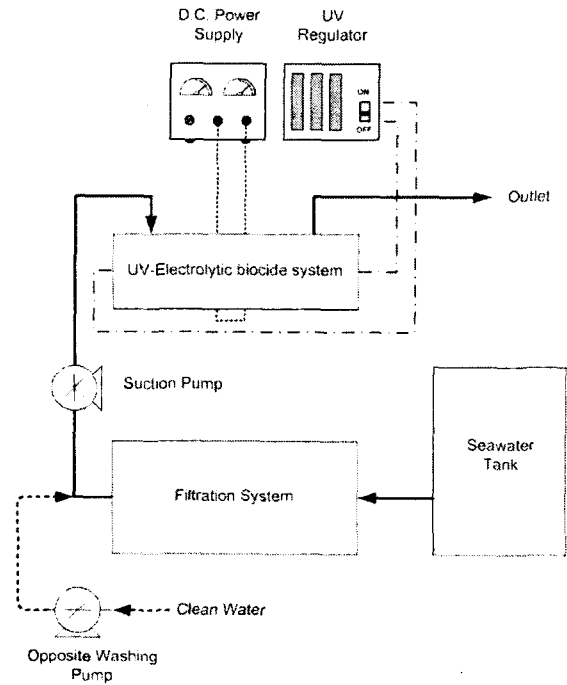 D.C. Power
Supply
UV
Regulator
ON
OFF
Outlet
UV-Electrolytic biocide system
Suction Pump
Seawater
Tank
Filtration System
Clean Water
Opposite Washing
Pump